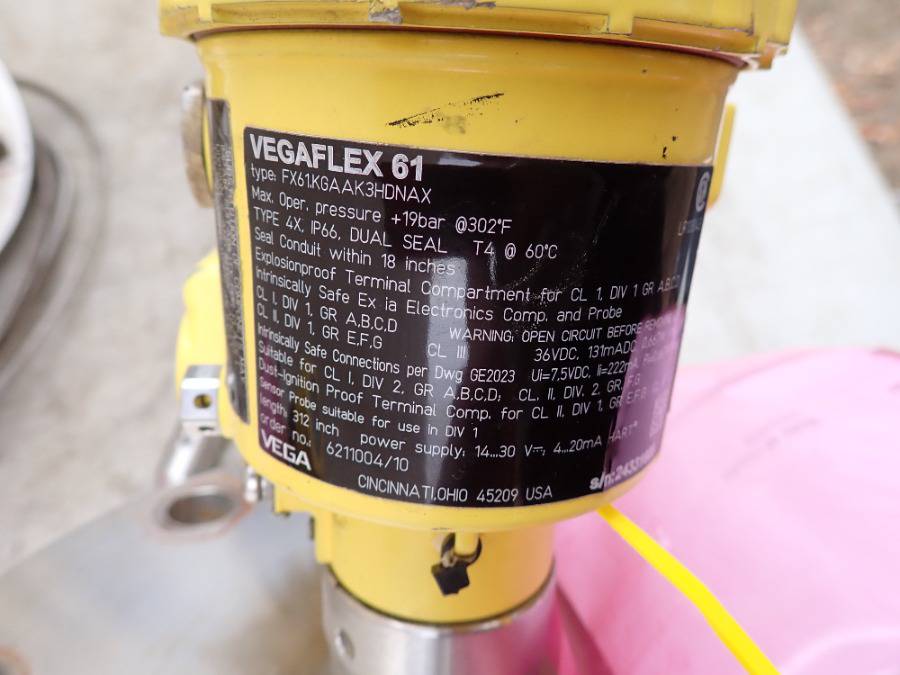 VEGAFLEX 61
type: FX61.KGAAK3HDNAX
Max. Oper. pressure +19bar @302°F
TYPE 4X, IP66, DUAL SEAL T4 @ 60°C
Seal Conduit within 18 inches
Explosionproof Terminal Compartment for CL 1, DIV 1 GR A,B,C,D
Intrinsically Safe Ex ia Electronics Comp. and Probe
CL I, DIV 1, GR A,B,C,D WARNING: OPEN CIRCUIT BEFORE
CL II, DIV 1, GR E,F,G CL III 36VDC, 131mADC,
Intrinsically Safe Connections per Dwg GE2023 Ui=7,5VDC, Ii=222mA,
Suitable for CL I, DIV 2, GR A,B,C,D; CL. II, DIV. 2, GR F,G
Dust-Ignition Proof Terminal Comp. for CL II, DIV 1, GR E,F,G
Sensor Probe suitable for use in DIV 1
length: 312 inch power supply: 14...30 V 4...20mA HART®
order no.: 6211004/10
VEGA CINCINNATI,OHIO 45209 USA
s/n: